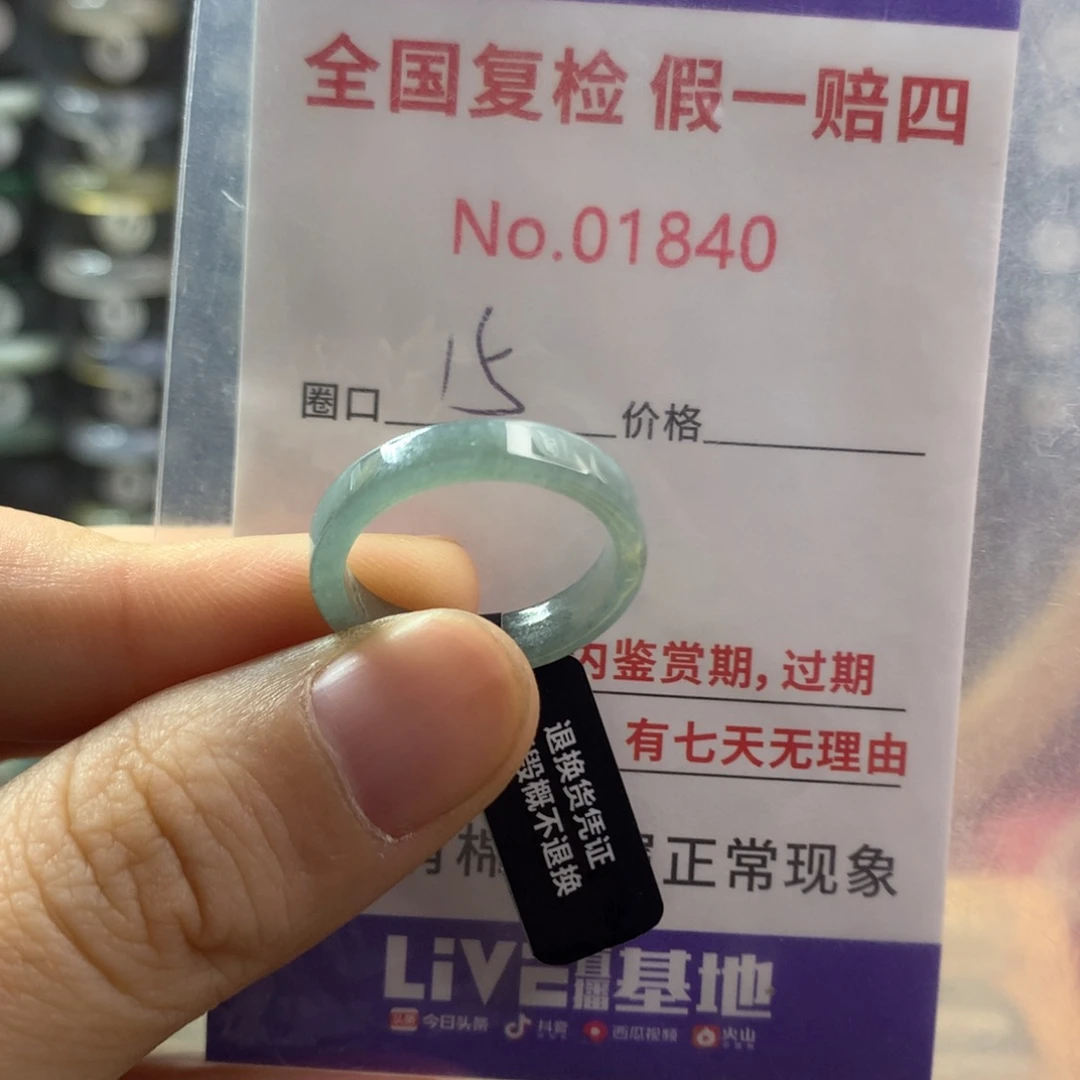 全国复检 假一赔四
No.01840
圈口 15 价格
内鉴赏期，过期
有七天无理由
有棉 正常现象
退换货凭证
毁概不退换
LiVE直播基地
今日头条 抖音 西瓜视频 火山